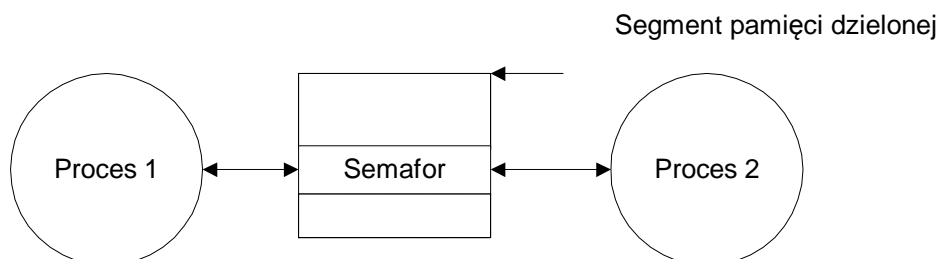 Segment pamięci dzielonej
Proces 1
Semafor
Proces 2